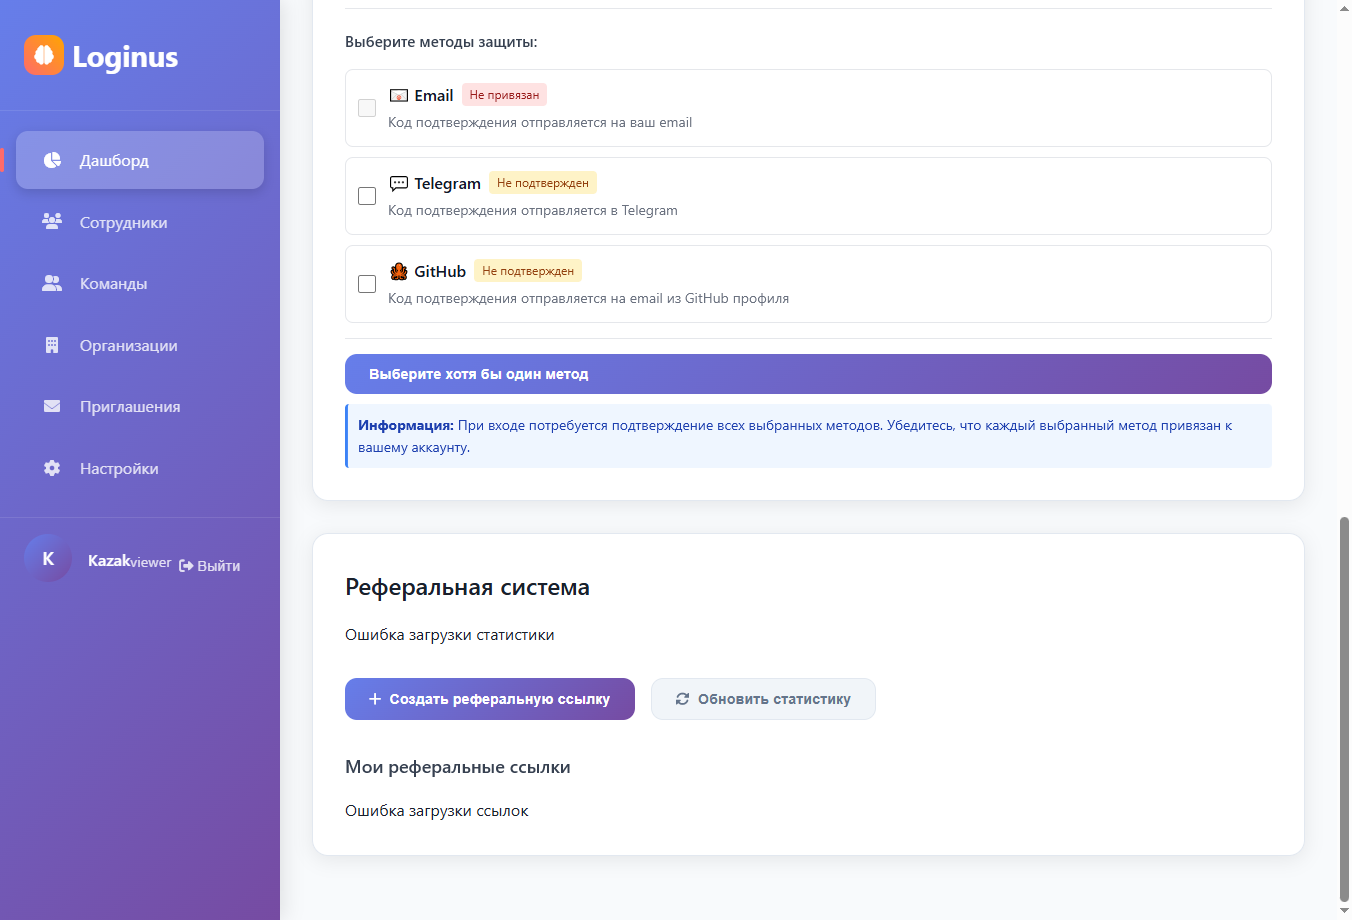 Loginus
Дашборд
Сотрудники
Команды
Организации
Приглашения
Настройки
K
Kazakviewer
Выйти
Выберите методы защиты:
Email Не привязан
Код подтверждения отправляется на ваш email
Telegram Не подтвержден
Код подтверждения отправляется в Telegram
GitHub Не подтвержден
Код подтверждения отправляется на email из GitHub профиля
Выберите хотя бы один метод
Информация: При входе потребуется подтверждение всех выбранных методов. Убедитесь, что каждый выбранный метод привязан к
вашему аккаунту.
Реферальная система
Ошибка загрузки статистики
Создать реферальную ссылку
Обновить статистику
Мои реферальные ссылки
Ошибка загрузки ссылок